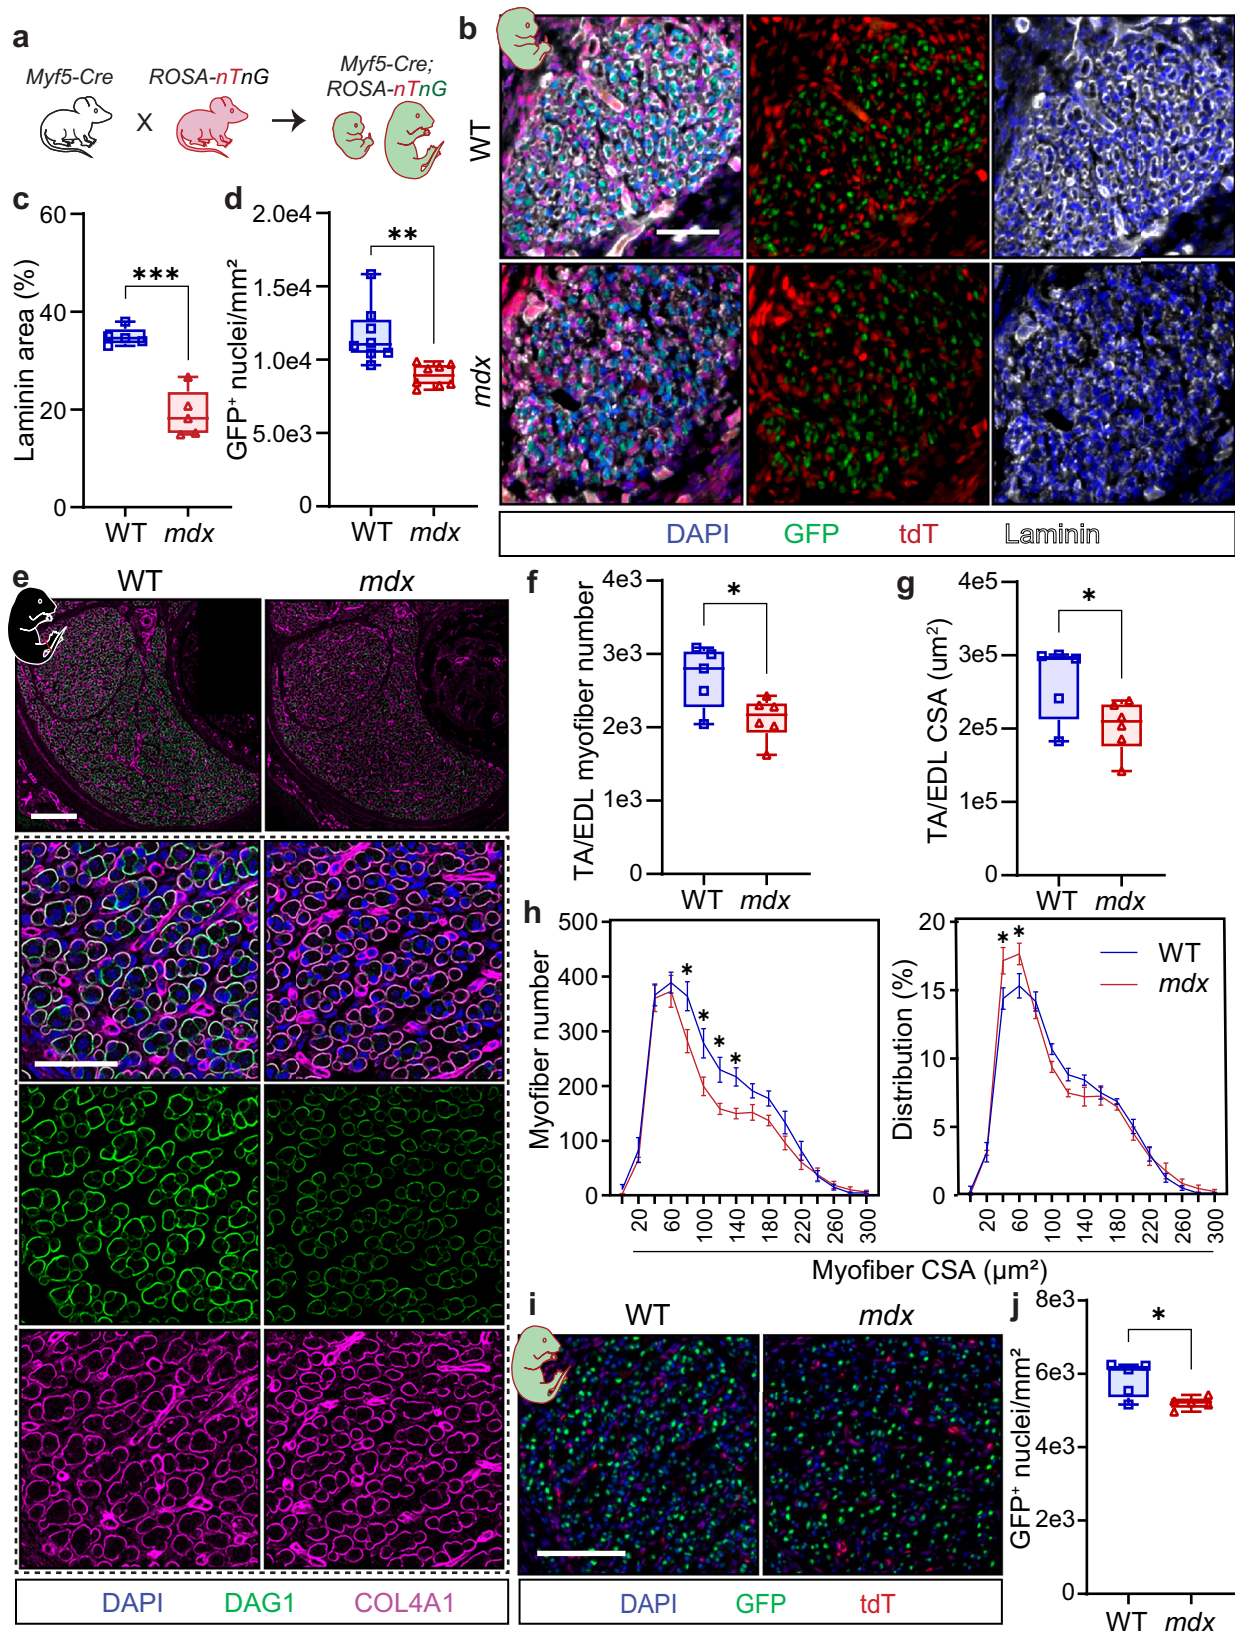 a
Myf5-Cre
ROSA-nTnG
Myf5-Cre;
ROSA-nTnG
X
b
WT
mdx
DAPI GFP tdT Laminin
c
Laminin area (%)
60
40
20
0
***
WT mdx
d
GFP⁺ nuclei/mm²
2.0e4
1.5e4
1.0e4
5.0e3
0
**
WT mdx
e
WT mdx
DAPI DAG1 COL4A1
f
TA/EDL myofiber number
4e3
3e3
2e3
1e3
0
*
WT mdx
g
TA/EDL CSA (um²)
4e5
3e5
2e5
1e5
0
*
WT mdx
h
Myofiber number
500
400
300
200
100
0
* * * *
20 60 100 140 180 220 260 300
Distribution (%)
20
15
10
5
0
* *
WT
mdx
20 60 100 140 180 220 260 300
Myofiber CSA (µm²)
i
WT mdx
DAPI GFP tdT
j
GFP⁺ nuclei/mm²
8e3
6e3
4e3
2e3
0
*
WT mdx